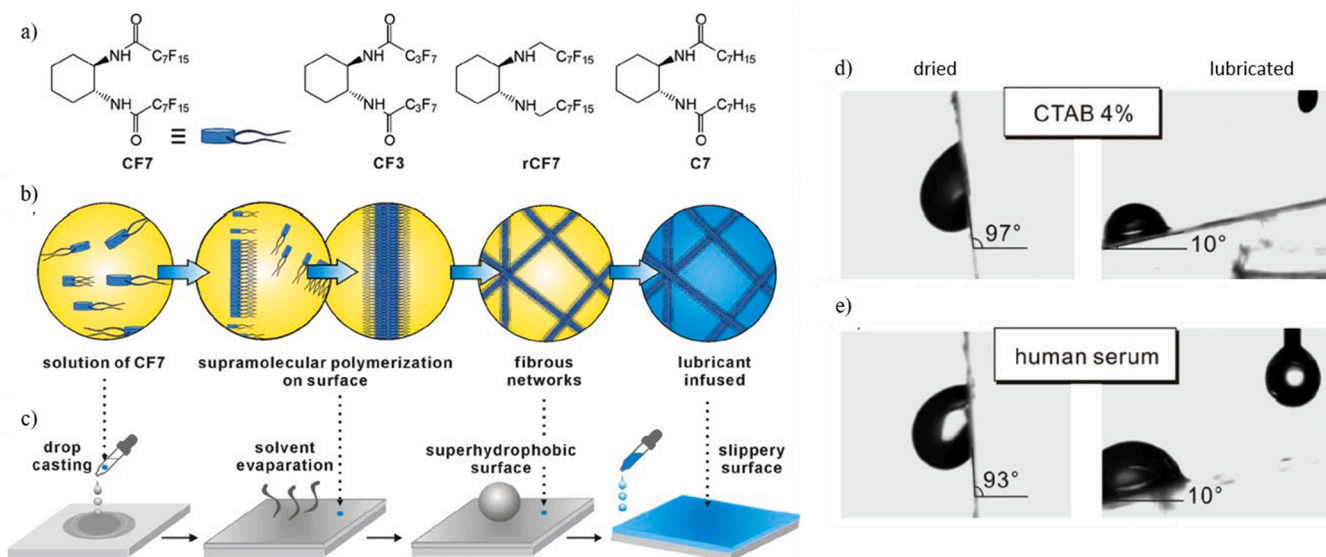 a)
O
NH
C₇F₁₅
NH
C₇F₁₅
O
CF7
O
NH
C₃F₇
NH
C₃F₇
O
CF3
NH
C₇F₁₅
NH
C₇F₁₅
rCF7
O
NH
C₇H₁₅
NH
C₇H₁₅
O
C7
b)
solution of CF7
supramolecular polymerization
on surface
fibrous
networks
lubricant
infused
c)
drop
casting
solvent
evaparation
superhydrophobic
surface
slippery
surface
d)
dried
lubricated
CTAB 4%
97°
10°
e)
human serum
93°
10°